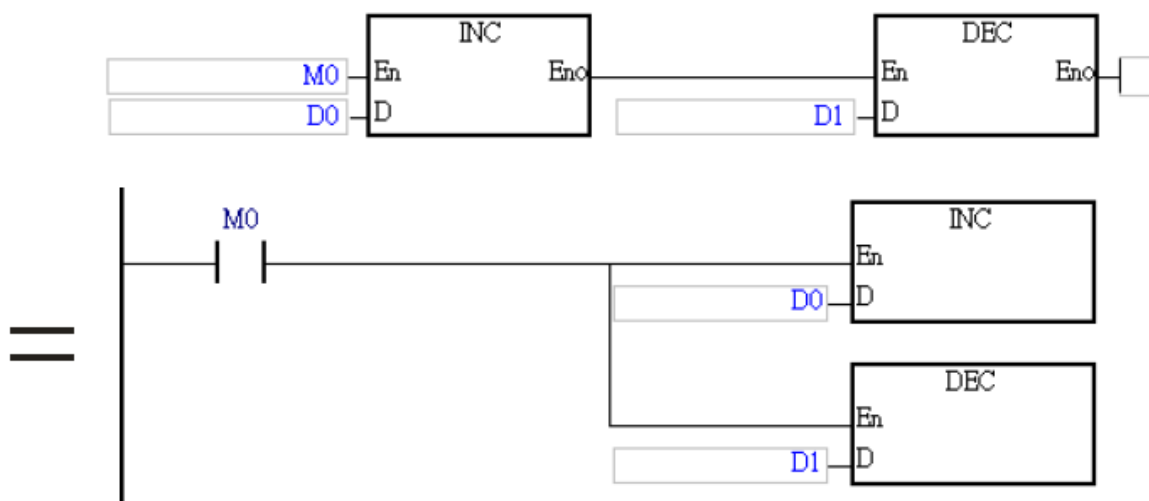 INC DEC
M0 En Eno En Eno
D0 D D1 D
M0 INC
En
D0 D
DEC
En
D1 D